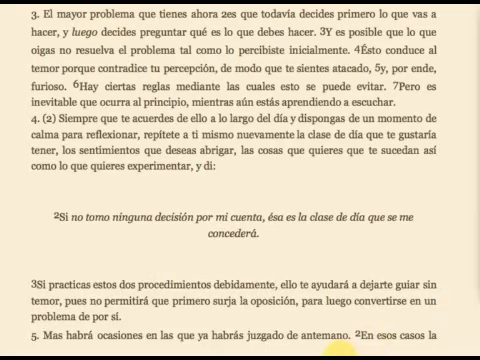 3. El mayor problema que tienes ahora 2es que todavía decides primero lo que vas a
hacer, y luego decides preguntar qué es lo que debes hacer. 3Y es posible que lo que
oigas no resuelva el problema tal como lo percibiste inicialmente. 4Ésto conduce al
temor porque contradice tu percepción, de modo que te sientes atacado, 5y, por ende,
furioso. 6Hay ciertas reglas mediante las cuales esto se puede evitar. 7Pero es
inevitable que ocurra al principio, mientras aún estás aprendiendo a escuchar.
4. (2) Siempre que te acuerdes de ello a lo largo del día y dispongas de un momento de
calma para reflexionar, repítete a ti mismo nuevamente la clase de día que te gustaría
tener, los sentimientos que deseas abrigar, las cosas que quieres que te sucedan así
como lo que quieres experimentar, y di:
2Si no tomo ninguna decisión por mi cuenta, ésa es la clase de día que se me
concederá.
3Si practicas estos dos procedimientos debidamente, ello te ayudará a dejarte guiar sin
temor, pues no permitirá que primero surja la oposición, para luego convertirse en un
problema de por sí.
5. Mas habrá ocasiones en las que ya habrás juzgado de antemano. 2En esos casos la